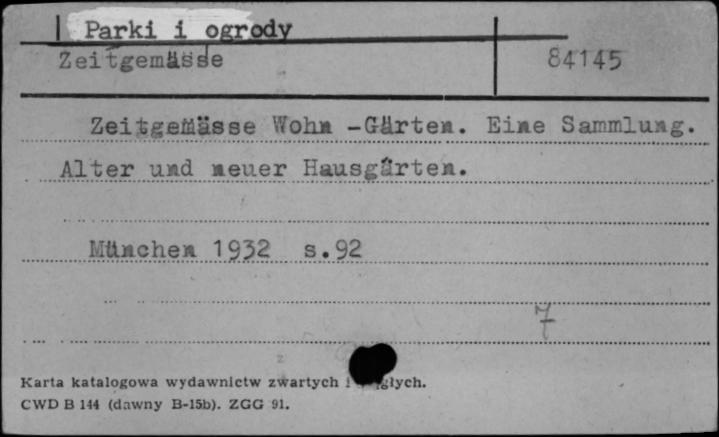 Parki i ogrody
Zeitgemässe 84145
Zeitgemässe Wohn -Gärten. Eine Sammlung.
Alter und neuer Hausgärten.
München 1932 s.92
7
Karta katalogowa wydawnictw zwartych i
CWD B 144 (dawny B-15b). ZGG 91.